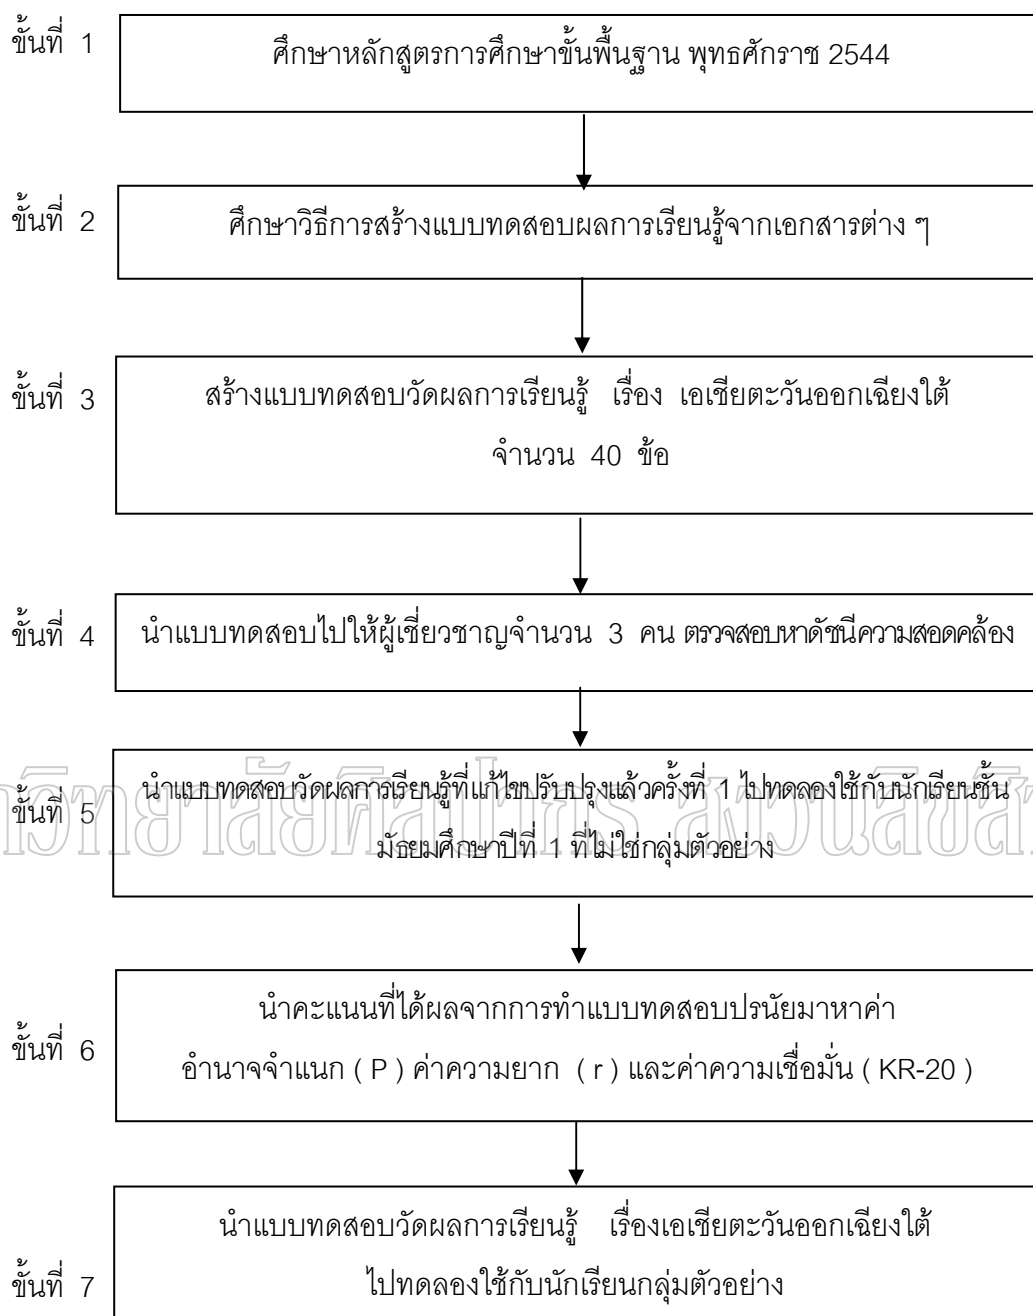 ขั้นที่ 1
ศึกษาหลักสูตรการศึกษาขั้นพื้นฐาน พุทธศักราช 2544
ขั้นที่ 2
ศึกษาวิธีการสร้างแบบทดสอบผลการเรียนรู้จากเอกสารต่าง ๆ
ขั้นที่ 3
สร้างแบบทดสอบวัดผลการเรียนรู้ เรื่อง เอเชียตะวันออกเฉียงใต้
จำนวน 40 ข้อ
ขั้นที่ 4
นำแบบทดสอบไปให้ผู้เชี่ยวชาญจำนวน 3 คน ตรวจสอบหาดัชนีความสอดคล้อง
ขั้นที่ 5
นำแบบทดสอบวัดผลการเรียนรู้ที่แก้ไขปรับปรุงแล้วครั้งที่ 1 ไปทดลองใช้กับนักเรียนชั้น
มัธยมศึกษาปีที่ 1 ที่ไม่ใช่กลุ่มตัวอย่าง
ขั้นที่ 6
นำคะแนนที่ได้ผลจากการทำแบบทดสอบปรนัยมาหาค่า
อำนาจจำแนก ( P ) ค่าความยาก ( r ) และค่าความเชื่อมั่น ( KR-20 )
ขั้นที่ 7
นำแบบทดสอบวัดผลการเรียนรู้ เรื่องเอเชียตะวันออกเฉียงใต้
ไปทดลองใช้กับนักเรียนกลุ่มตัวอย่าง